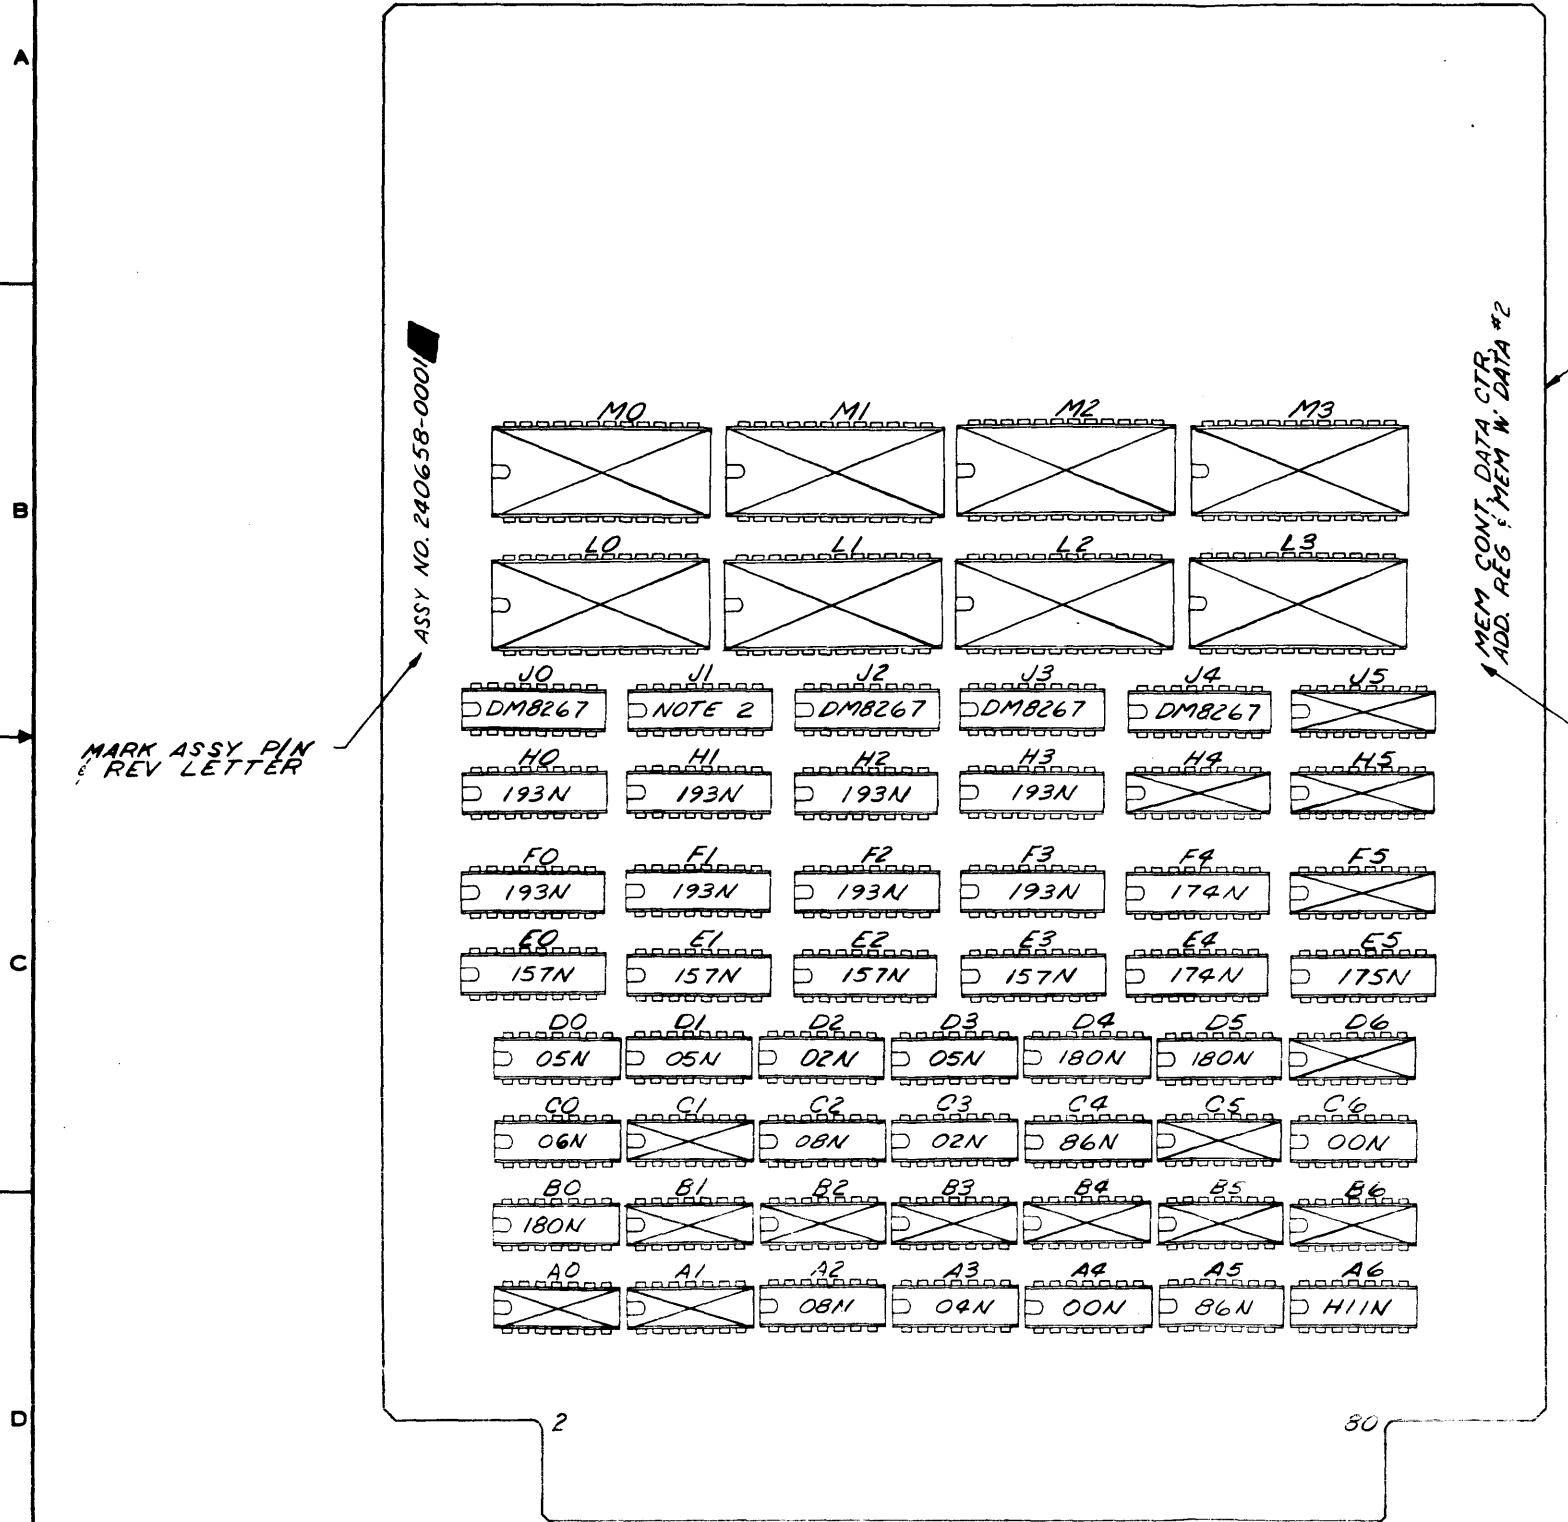 A
B
C
D
ASSY NO. 240658-0001
MEM CONT, DATA CTR,
ADD. REG & MEM W DATA #2
MARK ASSY P/N
& REV LETTER
M0 M1 M2 M3
L0 L1 L2 L3
J0 J1 J2 J3 J4 J5
DM8267 NOTE 2 DM8267 DM8267 DM8267
H0 H1 H2 H3 H4 H5
193N 193N 193N 193N
F0 F1 F2 F3 F4 F5
193N 193N 193N 193N 174N
E0 E1 E2 E3 E4 E5
157N 157N 157N 157N 174N 175N
D0 D1 D2 D3 D4 D5 D6
05N 05N 02N 05N 180N 180N
C0 C1 C2 C3 C4 C5 C6
06N 08N 02N 86N 00N
B0 B1 B2 B3 B4 B5 B6
180N
A0 A1 A2 A3 A4 A5 A6
08N 04N 00N 86N H11N
2 80